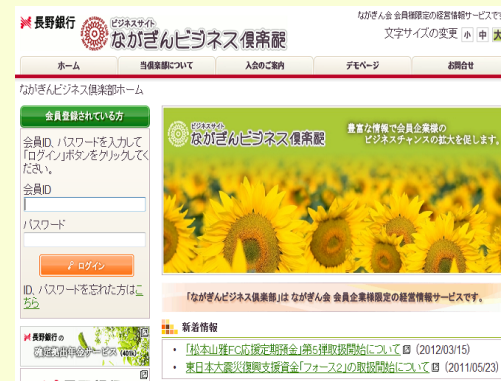 ながぎん会 会員様限定の経営情報サービスです
長野銀行
ビジネスサイト
ながぎんビジネス倶楽部
文字サイズの変更 小 中 大
ホーム 当倶楽部について 入会のご案内 デモページ お問合せ
ながぎんビジネス倶楽部ホーム
会員登録されている方
会員ID、パスワードを入力して
「ログイン」ボタンをクリックしてく
ださい。
会員ID
パスワード
ログイン
ID、パスワードを忘れた方はこ
ちら
ビジネスサイト
ながぎんビジネス倶楽部
豊富な情報で会員企業様の
ビジネスチャンスの拡大を促します。
「ながぎんビジネス倶楽部」は ながぎん会 会員企業様限定の経営情報サービスです。
新着情報
・ 「松本山雅FC応援定期預金」第5弾取扱開始について (2012/03/15)
・ 東日本大震災復興支援資金「フォース2」の取扱開始について (2011/05/23)
長野銀行の
確定拠出年金サービス (401k)